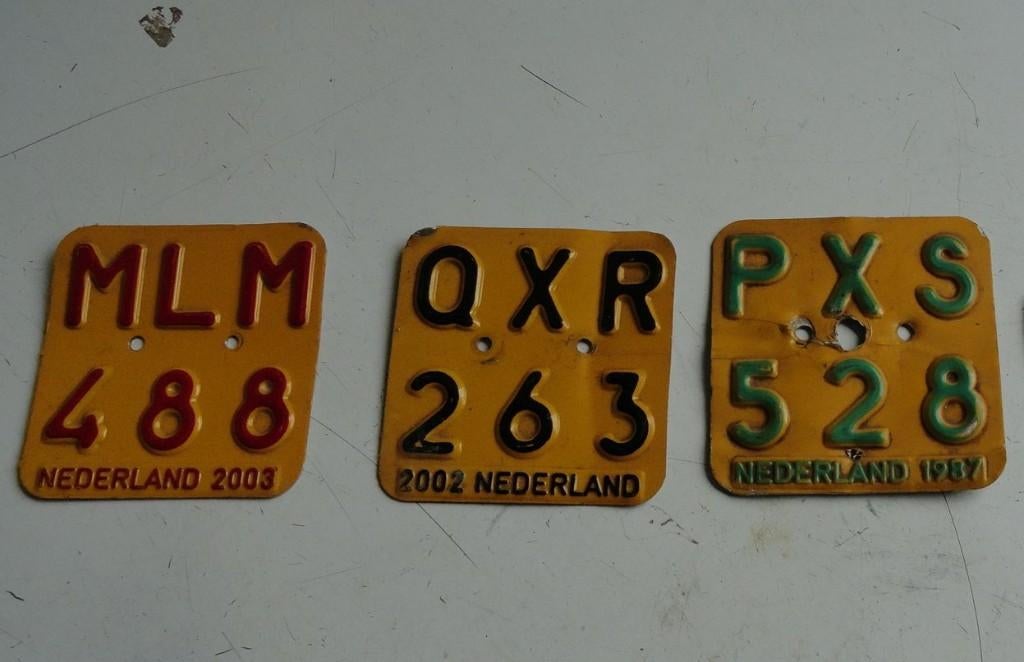 MLM
488
NEDERLAND 2003
QXR
263
2002 NEDERLAND
PXS
528
NEDERLAND 1987